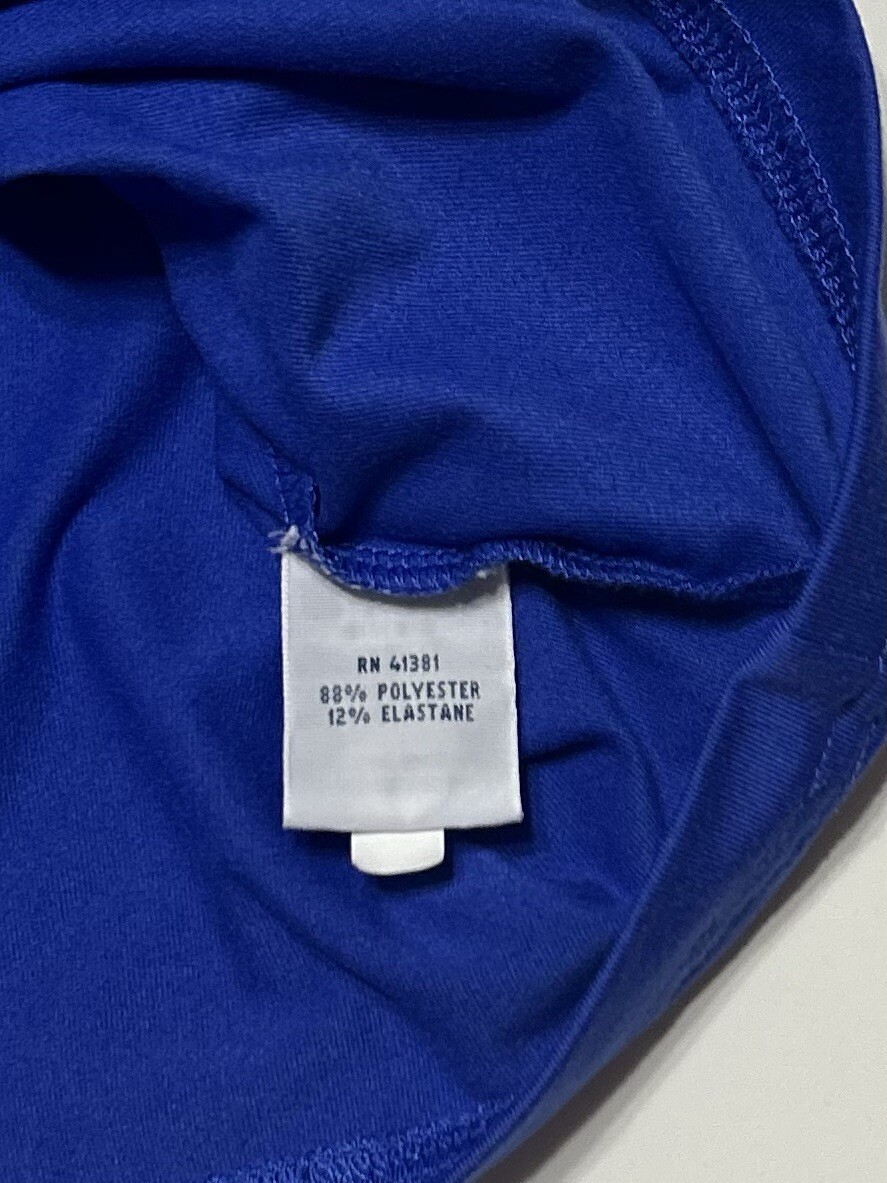 RN 41381
88% POLYESTER
12% ELASTANE